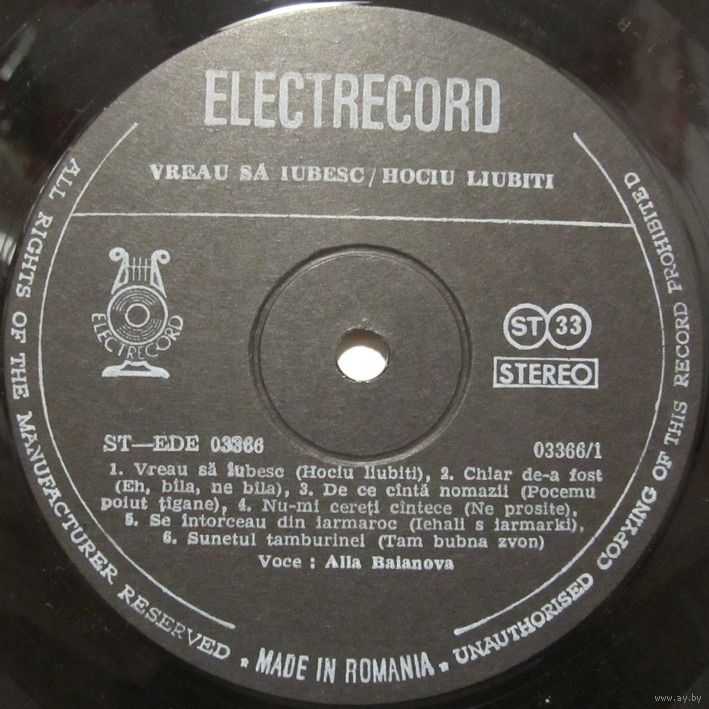 ELECTRECORD
VREAU SĂ IUBESC / HOCIU LIUBITI
ELECTRECORD
ST 33
STEREO
ST—EDE 03366
03366/1
1. Vreau să iubesc (Hociu liubiti), 2. Chiar de-a fost
(Eh, bîla, ne bîla), 3. De ce cîntă nomazii (Pocemu
poiut țîgane), 4. Nu-mi cereți cîntece (Ne prosite),
5. Se întorceau din iarmaroc (Iehali s iarmarki),
6. Sunetul tamburinei (Tam bubna zvon)
Voce : Alla Baianova
ALL RIGHTS OF THE MANUFACTURER RESERVED ★ MADE IN ROMANIA ★ UNAUTHORISED COPYING OF THIS RECORD PROHIBITED
www.ay.by